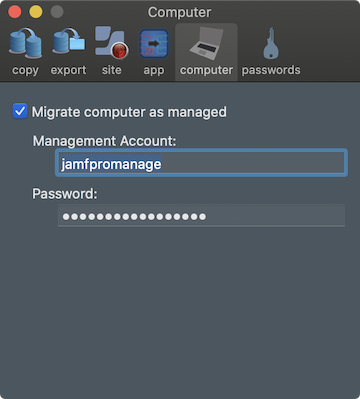 Computer
copy export site app computer passwords
Migrate computer as managed
Management Account:
jamfpromanage
Password:
•••••••••••••••••